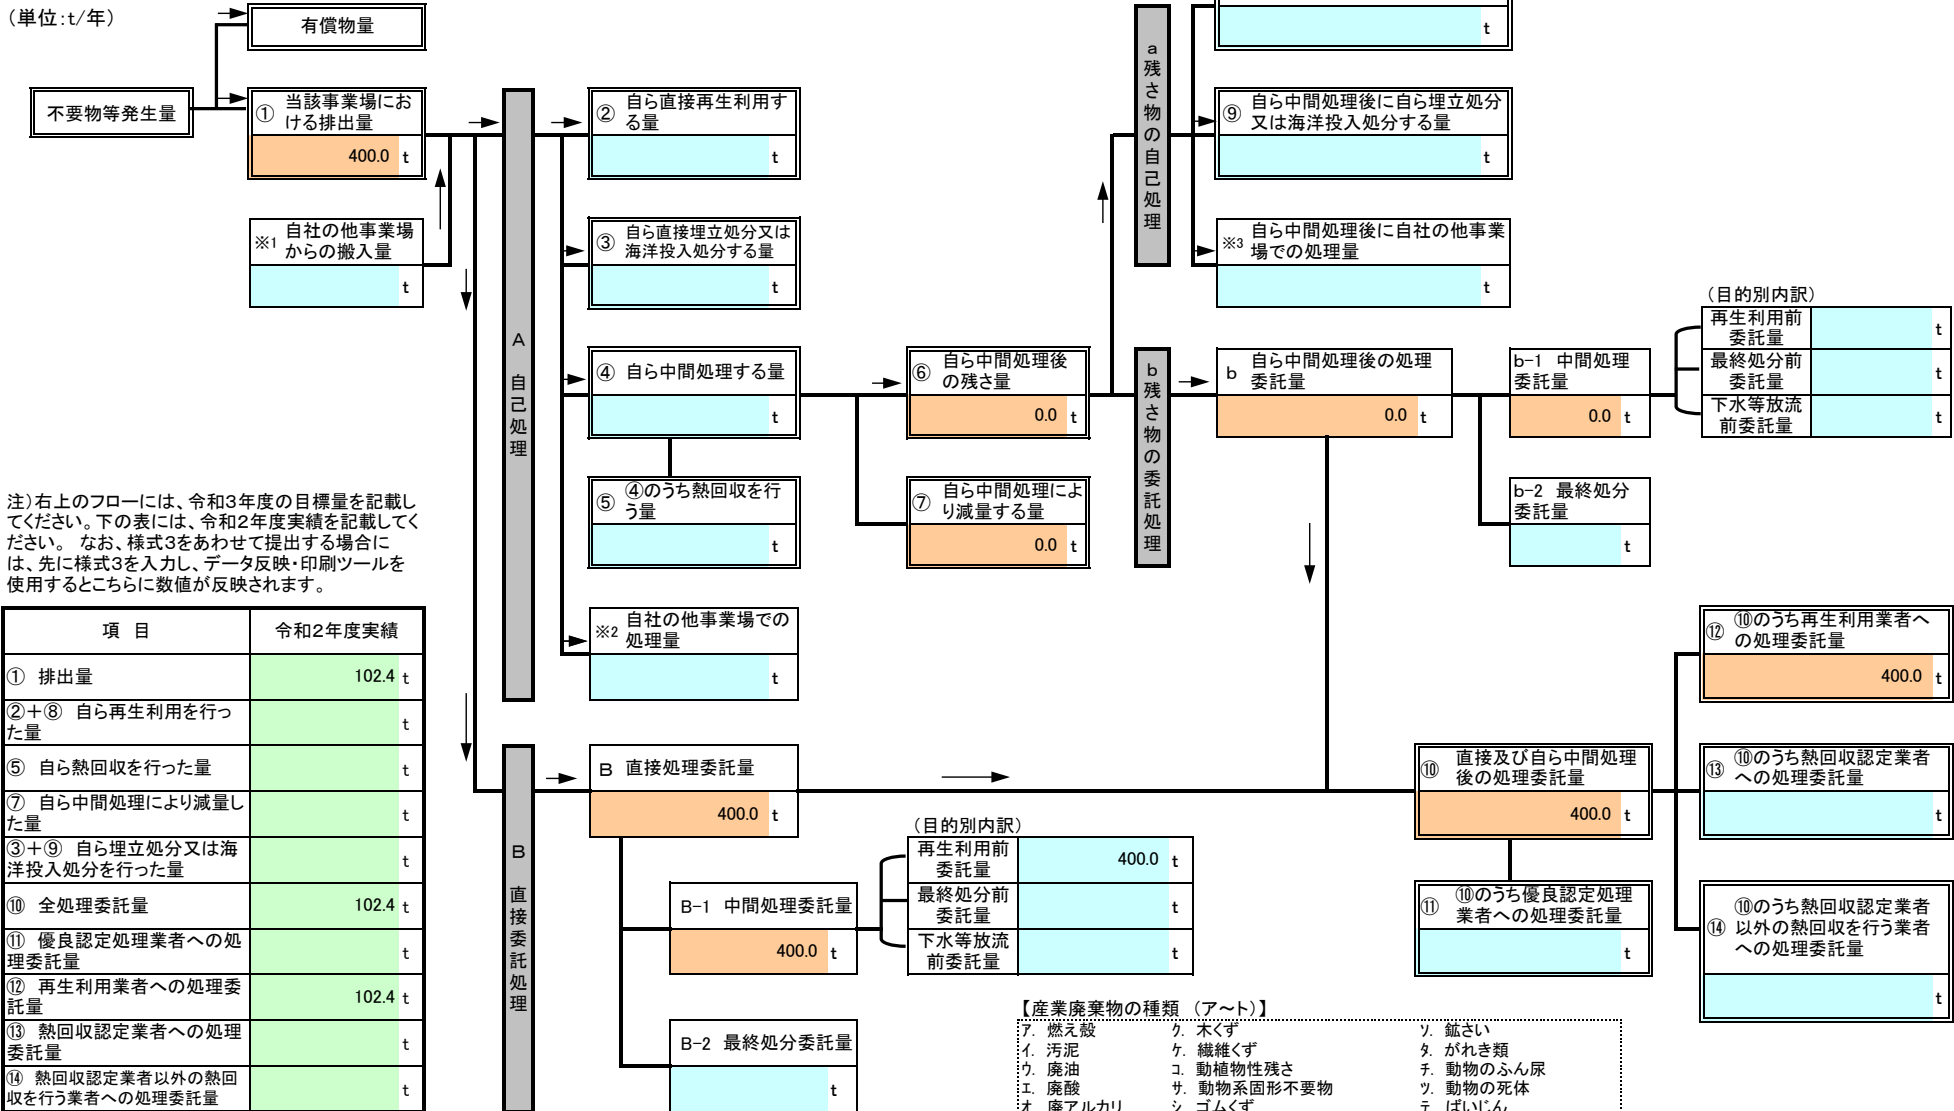 （単位:t/年）
有償物量
不要物等発生量
① 当該事業場における排出量
400.0 t
※1 自社の他事業場からの搬入量
t
A 自己処理
② 自ら直接再生利用する量
t
③ 自ら直接埋立処分又は海洋投入処分する量
t
④ 自ら中間処理する量
t
⑤ ④のうち熱回収を行う量
t
※2 自社の他事業場での処理量
t
⑥ 自ら中間処理後の残さ量
0.0 t
⑦ 自ら中間処理により減量する量
0.0 t
a 残さ物の自己処理
t
⑨ 自ら中間処理後に自ら埋立処分又は海洋投入処分する量
t
※3 自ら中間処理後に自社の他事業場での処理量
t
b 残さ物の委託処理
b 自ら中間処理後の処理委託量
0.0 t
b-1 中間処理委託量
0.0 t
（目的別内訳）
再生利用前委託量 t
最終処分前委託量 t
下水等放流前委託量 t
b-2 最終処分委託量
t
注）右上のフローには、令和3年度の目標量を記載し
てください。下の表には、令和２年度実績を記載してく
ださい。 なお、様式3をあわせて提出する場合に
は、先に様式3を入力し、データ反映・印刷ツールを
使用するとこちらに数値が反映されます。
項 目 令和２年度実績
① 排出量 102.4 t
②＋⑧ 自ら再生利用を行った量 t
⑤ 自ら熱回収を行った量 t
⑦ 自ら中間処理により減量した量 t
③＋⑨ 自ら埋立処分又は海洋投入処分を行った量 t
⑩ 全処理委託量 102.4 t
⑪ 優良認定処理業者への処理委託量 t
⑫ 再生利用業者への処理委託量 102.4 t
⑬ 熱回収認定業者への処理委託量 t
⑭ 熱回収認定業者以外の熱回収を行う業者への処理委託量 t
B 直接委託処理
B 直接処理委託量
400.0 t
B-1 中間処理委託量
400.0 t
（目的別内訳）
再生利用前委託量 400.0 t
最終処分前委託量 t
下水等放流前委託量 t
B-2 最終処分委託量
t
⑩ 直接及び自ら中間処理後の処理委託量
400.0 t
⑪ ⑩のうち優良認定処理業者への処理委託量
t
⑫ ⑩のうち再生利用業者への処理委託量
400.0 t
⑬ ⑩のうち熱回収認定業者への処理委託量
t
⑭ ⑩のうち熱回収認定業者以外の熱回収を行う業者への処理委託量
t
【産業廃棄物の種類 （ア～ト）】
ｱ. 燃え殻 ｸ. 木くず ｿ. 鉱さい
ｲ. 汚泥 ｹ. 繊維くず ﾀ. がれき類
ｳ. 廃油 ｺ. 動植物性残さ ﾁ. 動物のふん尿
ｴ. 廃酸 ｻ. 動物系固形不要物 ﾂ. 動物の死体
ｵ. 廃アルカリ ｼ. ゴムくず ﾃ. ばいじん